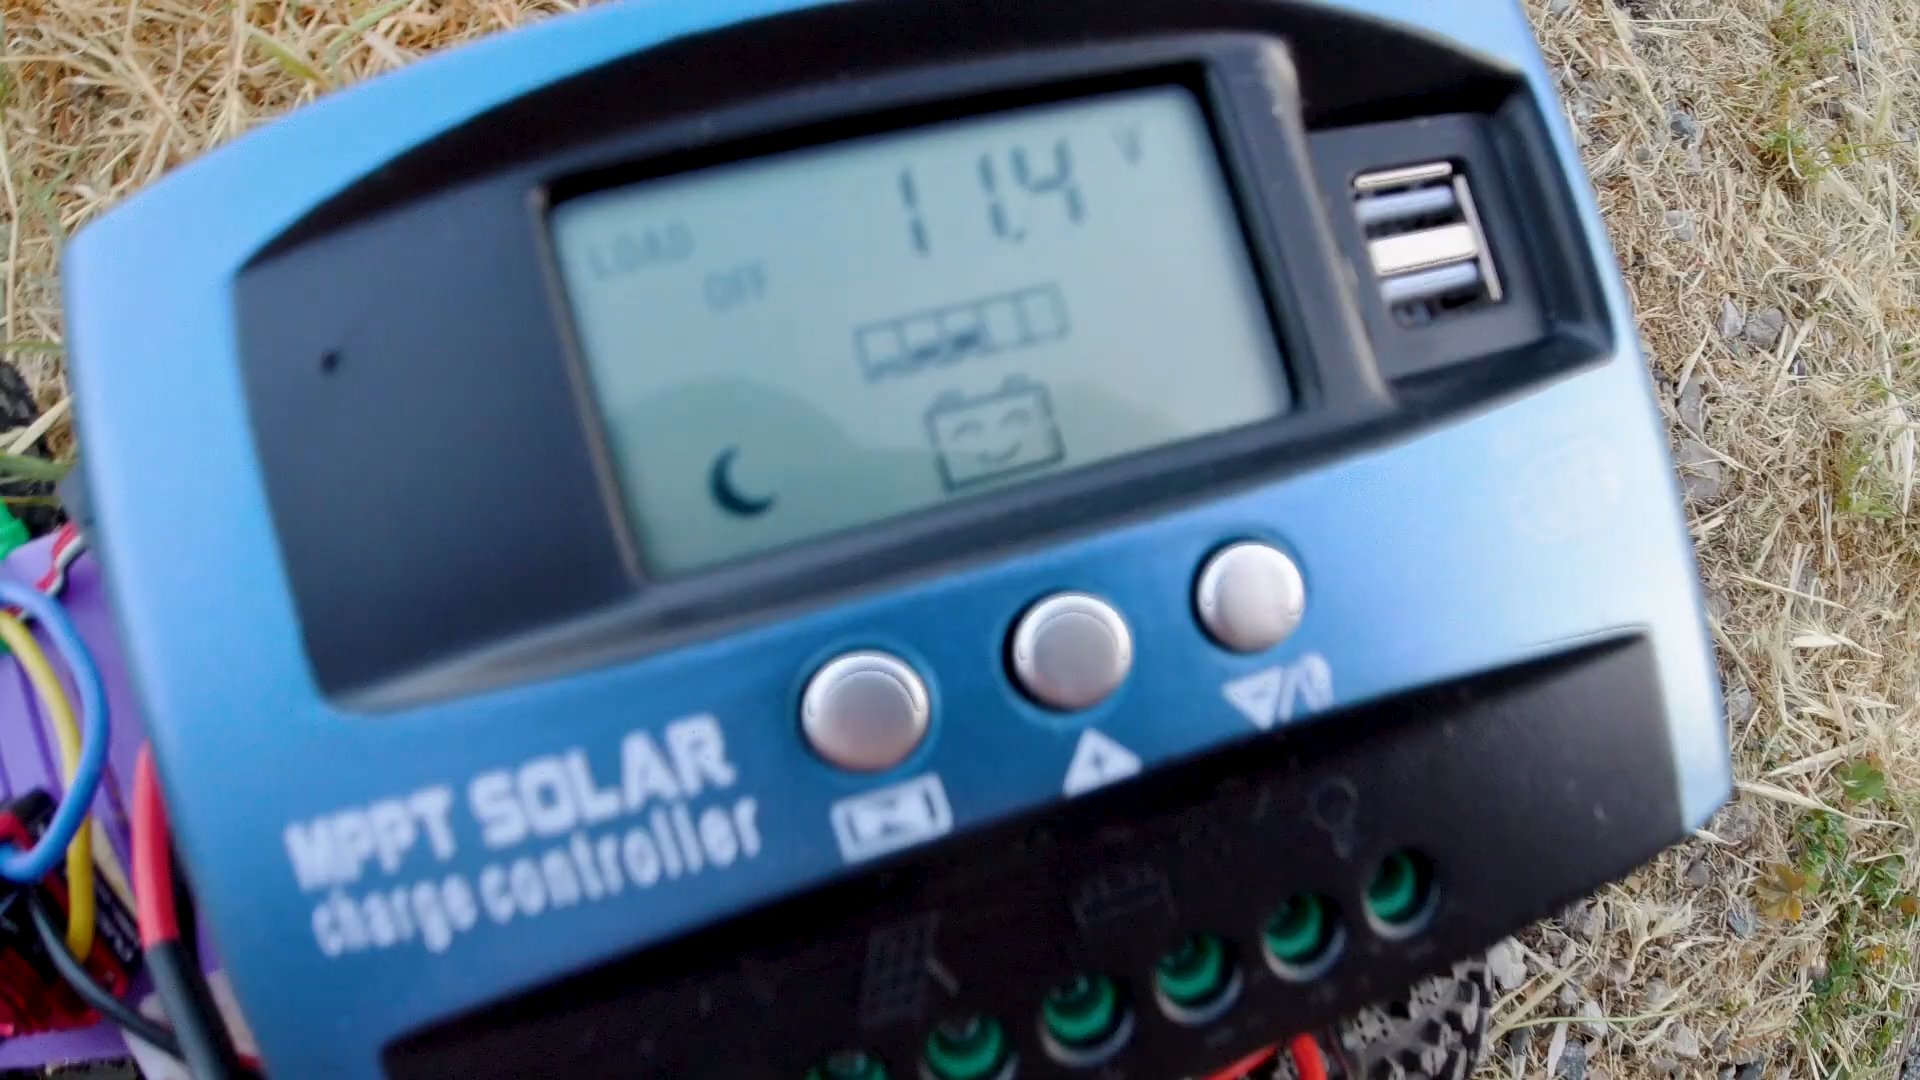 11.4 V
LOAD
OFF
MPPT SOLAR
charge controller